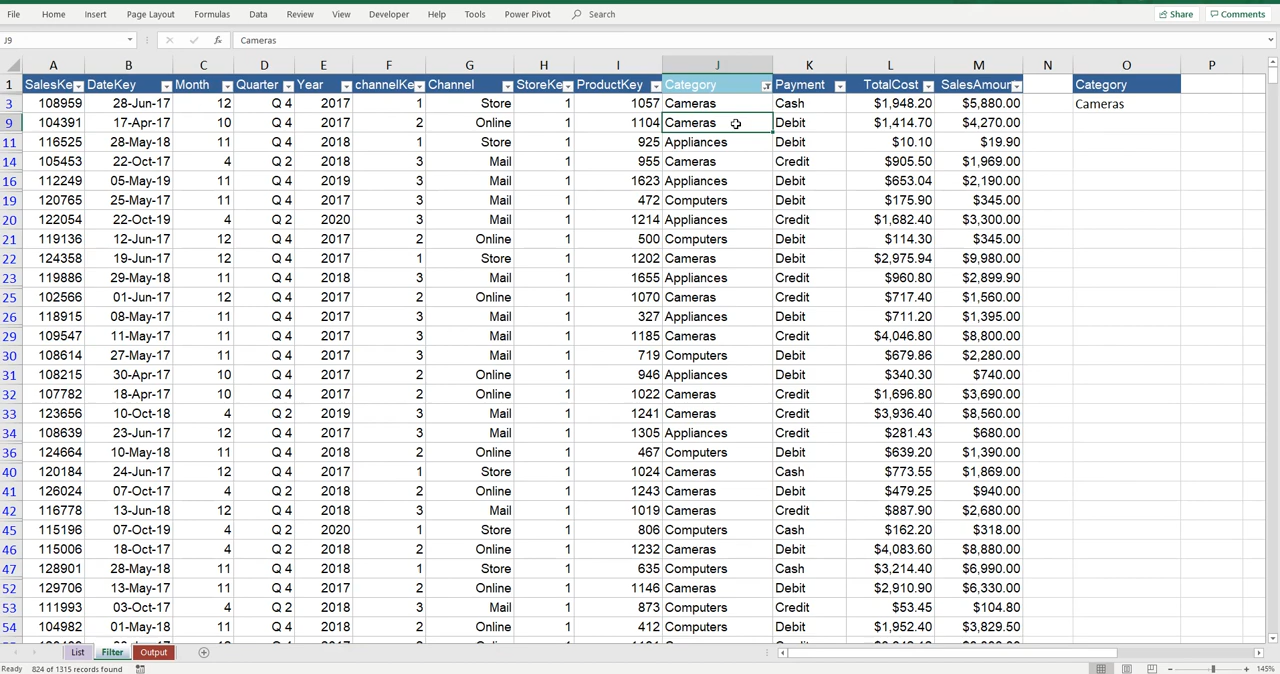 File Home Insert Page Layout Formulas Data Review View Developer Help Tools Power Pivot Search Share Comments
J9 fx Cameras
A B C D E F G H I J K L M N O P
1 SalesKe DateKey Month Quarter Year channelKe Channel StoreKe ProductKey Category Payment TotalCost SalesAmoun Category
3 108959 28-Jun-17 12 Q 4 2017 1 Store 1 1057 Cameras Cash $1,948.20 $5,880.00 Cameras
9 104391 17-Apr-17 10 Q 4 2017 2 Online 1 1104 Cameras Debit $1,414.70 $4,270.00
11 116525 28-May-18 11 Q 4 2018 1 Store 1 925 Appliances Debit $10.10 $19.90
14 105453 22-Oct-17 4 Q 2 2018 3 Mail 1 955 Cameras Credit $905.50 $1,969.00
16 112249 05-May-19 11 Q 4 2019 3 Mail 1 1623 Appliances Debit $653.04 $2,190.00
19 120765 25-May-17 11 Q 4 2017 3 Mail 1 472 Computers Debit $175.90 $345.00
20 122054 22-Oct-19 4 Q 2 2020 3 Mail 1 1214 Appliances Credit $1,682.40 $3,300.00
21 119136 12-Jun-17 12 Q 4 2017 2 Online 1 500 Computers Debit $114.30 $345.00
22 124358 19-Jun-17 12 Q 4 2017 1 Store 1 1202 Cameras Debit $2,975.94 $9,980.00
23 119886 29-May-18 11 Q 4 2018 3 Mail 1 1655 Appliances Credit $960.80 $2,899.90
25 102566 01-Jun-17 12 Q 4 2017 2 Online 1 1070 Cameras Credit $717.40 $1,560.00
26 118915 08-May-17 11 Q 4 2017 3 Mail 1 327 Appliances Debit $711.20 $1,395.00
29 109547 11-May-17 11 Q 4 2017 3 Mail 1 1185 Cameras Credit $4,046.80 $8,800.00
30 108614 27-May-17 11 Q 4 2017 3 Mail 1 719 Computers Debit $679.86 $2,280.00
31 108215 30-Apr-17 10 Q 4 2017 2 Online 1 946 Appliances Debit $340.30 $740.00
32 107782 18-Apr-17 10 Q 4 2017 2 Online 1 1022 Cameras Credit $1,696.80 $3,690.00
33 123656 10-Oct-18 4 Q 2 2019 3 Mail 1 1241 Cameras Credit $3,936.40 $8,560.00
34 108639 23-Jun-17 12 Q 4 2017 3 Mail 1 1305 Appliances Credit $281.43 $680.00
36 124664 10-May-18 11 Q 4 2018 2 Online 1 467 Computers Debit $639.20 $1,390.00
40 120184 24-Jun-17 12 Q 4 2017 1 Store 1 1024 Cameras Cash $773.55 $1,869.00
41 126024 07-Oct-17 4 Q 2 2018 2 Online 1 1243 Cameras Debit $479.25 $940.00
42 116778 13-Jun-18 12 Q 4 2018 3 Mail 1 1019 Cameras Credit $887.90 $2,680.00
45 115196 07-Oct-19 4 Q 2 2020 1 Store 1 806 Computers Cash $162.20 $318.00
46 115006 18-Oct-17 4 Q 2 2018 2 Online 1 1232 Cameras Debit $4,083.60 $8,880.00
47 128901 28-May-18 11 Q 4 2018 1 Store 1 635 Computers Cash $3,214.40 $6,990.00
52 129706 13-May-17 11 Q 4 2017 2 Online 1 1146 Cameras Debit $2,910.90 $6,330.00
53 111993 03-Oct-17 4 Q 2 2018 3 Mail 1 873 Computers Credit $53.45 $104.80
54 104982 01-May-18 11 Q 4 2018 2 Online 1 412 Computers Debit $1,952.40 $3,829.50
List Filter Output
Ready 824 of 1315 records found 145%